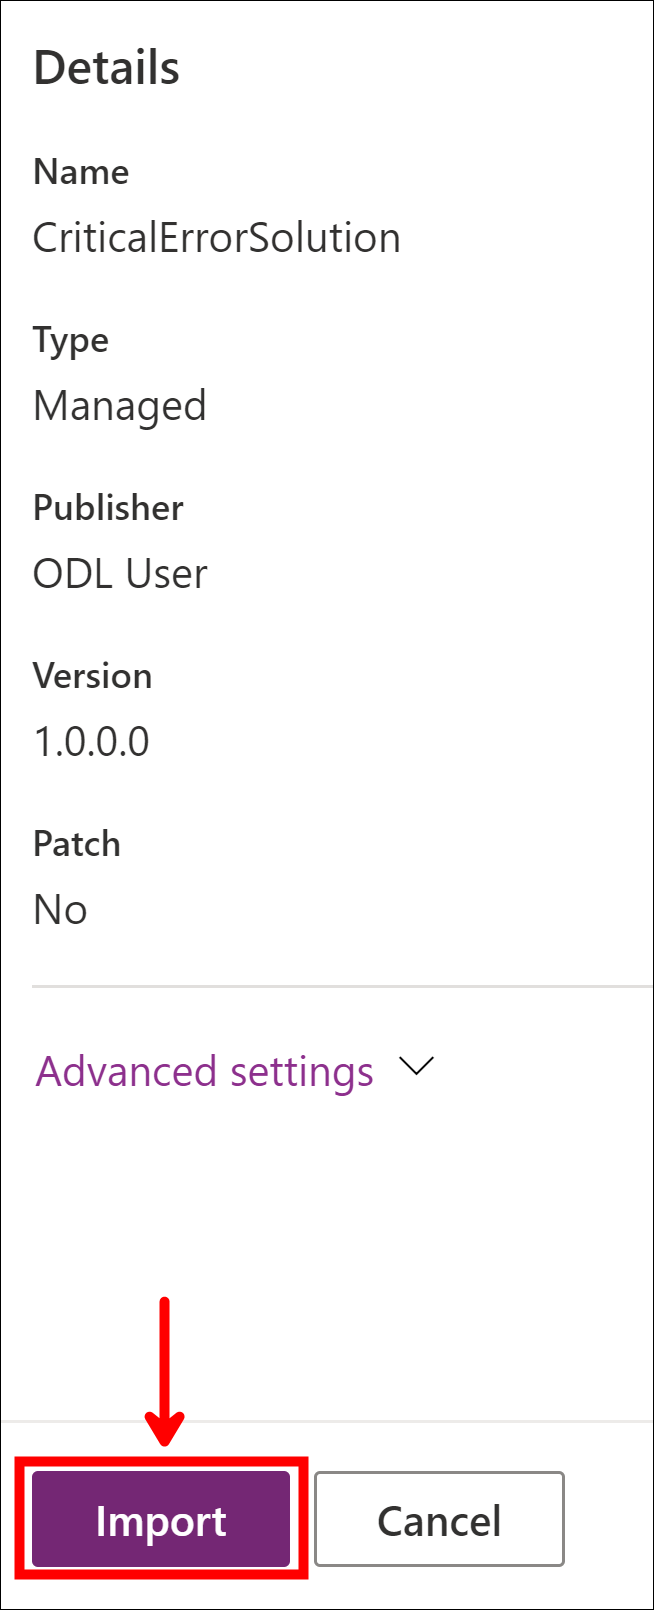 Details
Name
CriticalErrorSolution
Type
Managed
Publisher
ODL User
Version
1.0.0.0
Patch
No
Advanced settings
Import Cancel